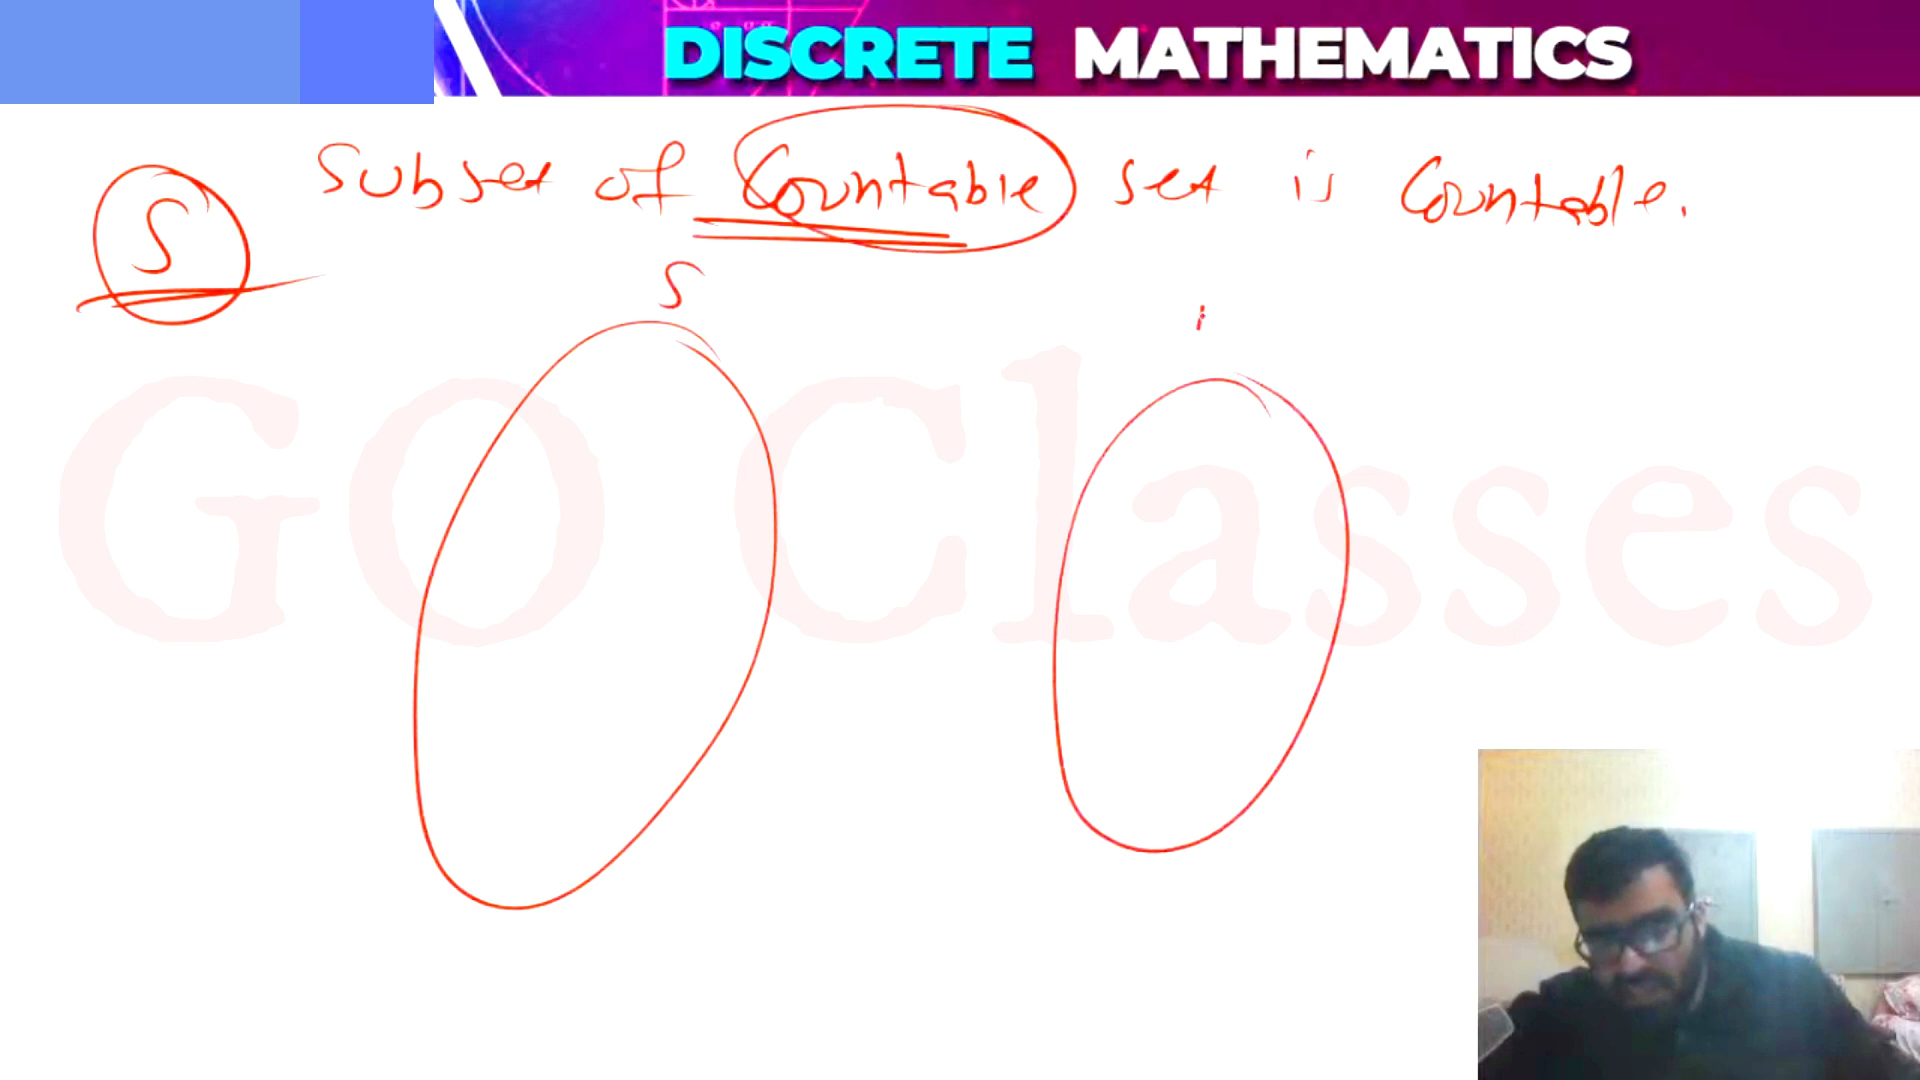 DISCRETE MATHEMATICS
Subset of Countable set is Countable.
S
S
GO Classes